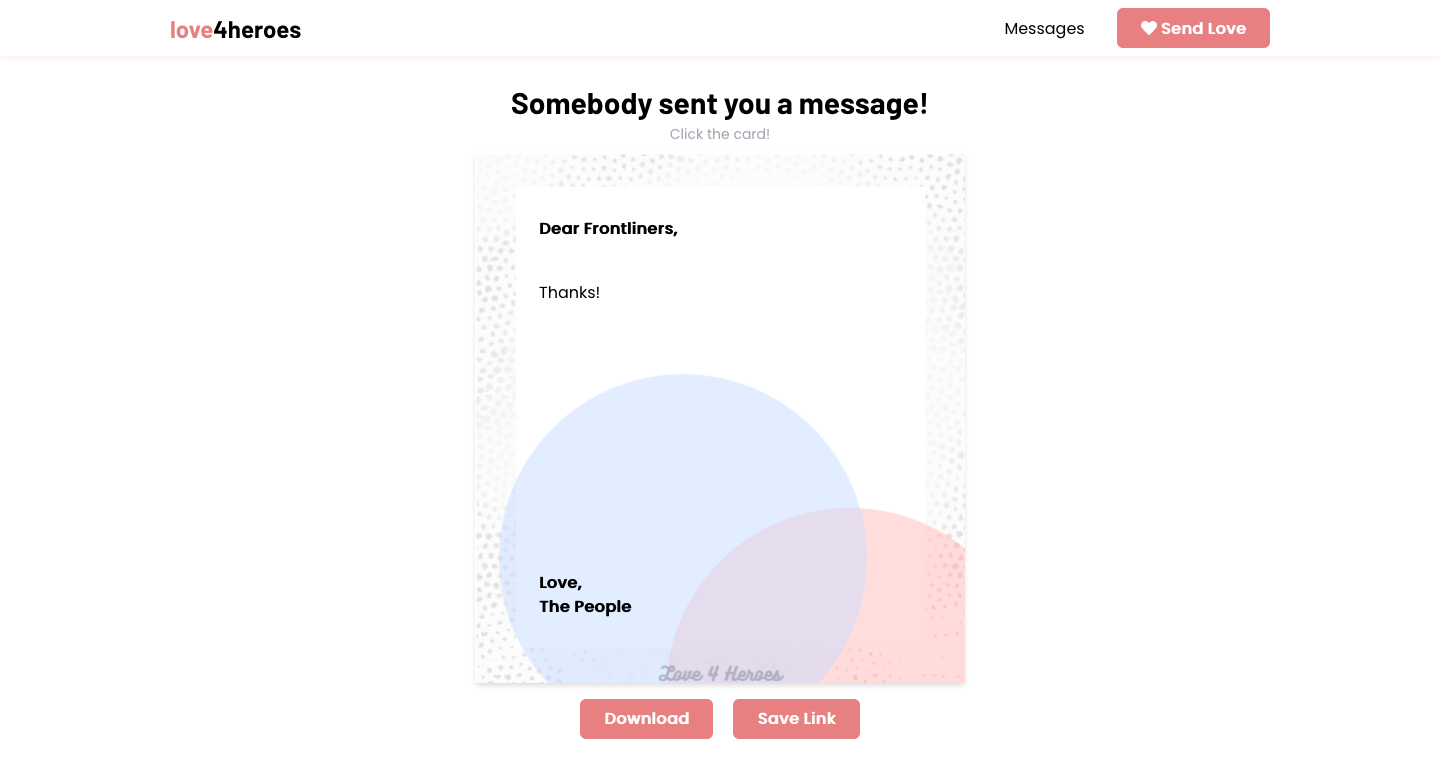 love4heroes
Messages
Send Love
Somebody sent you a message!
Click the card!
Dear Frontliners,
Thanks!
Love,
The People
Love 4 Heroes
Download
Save Link